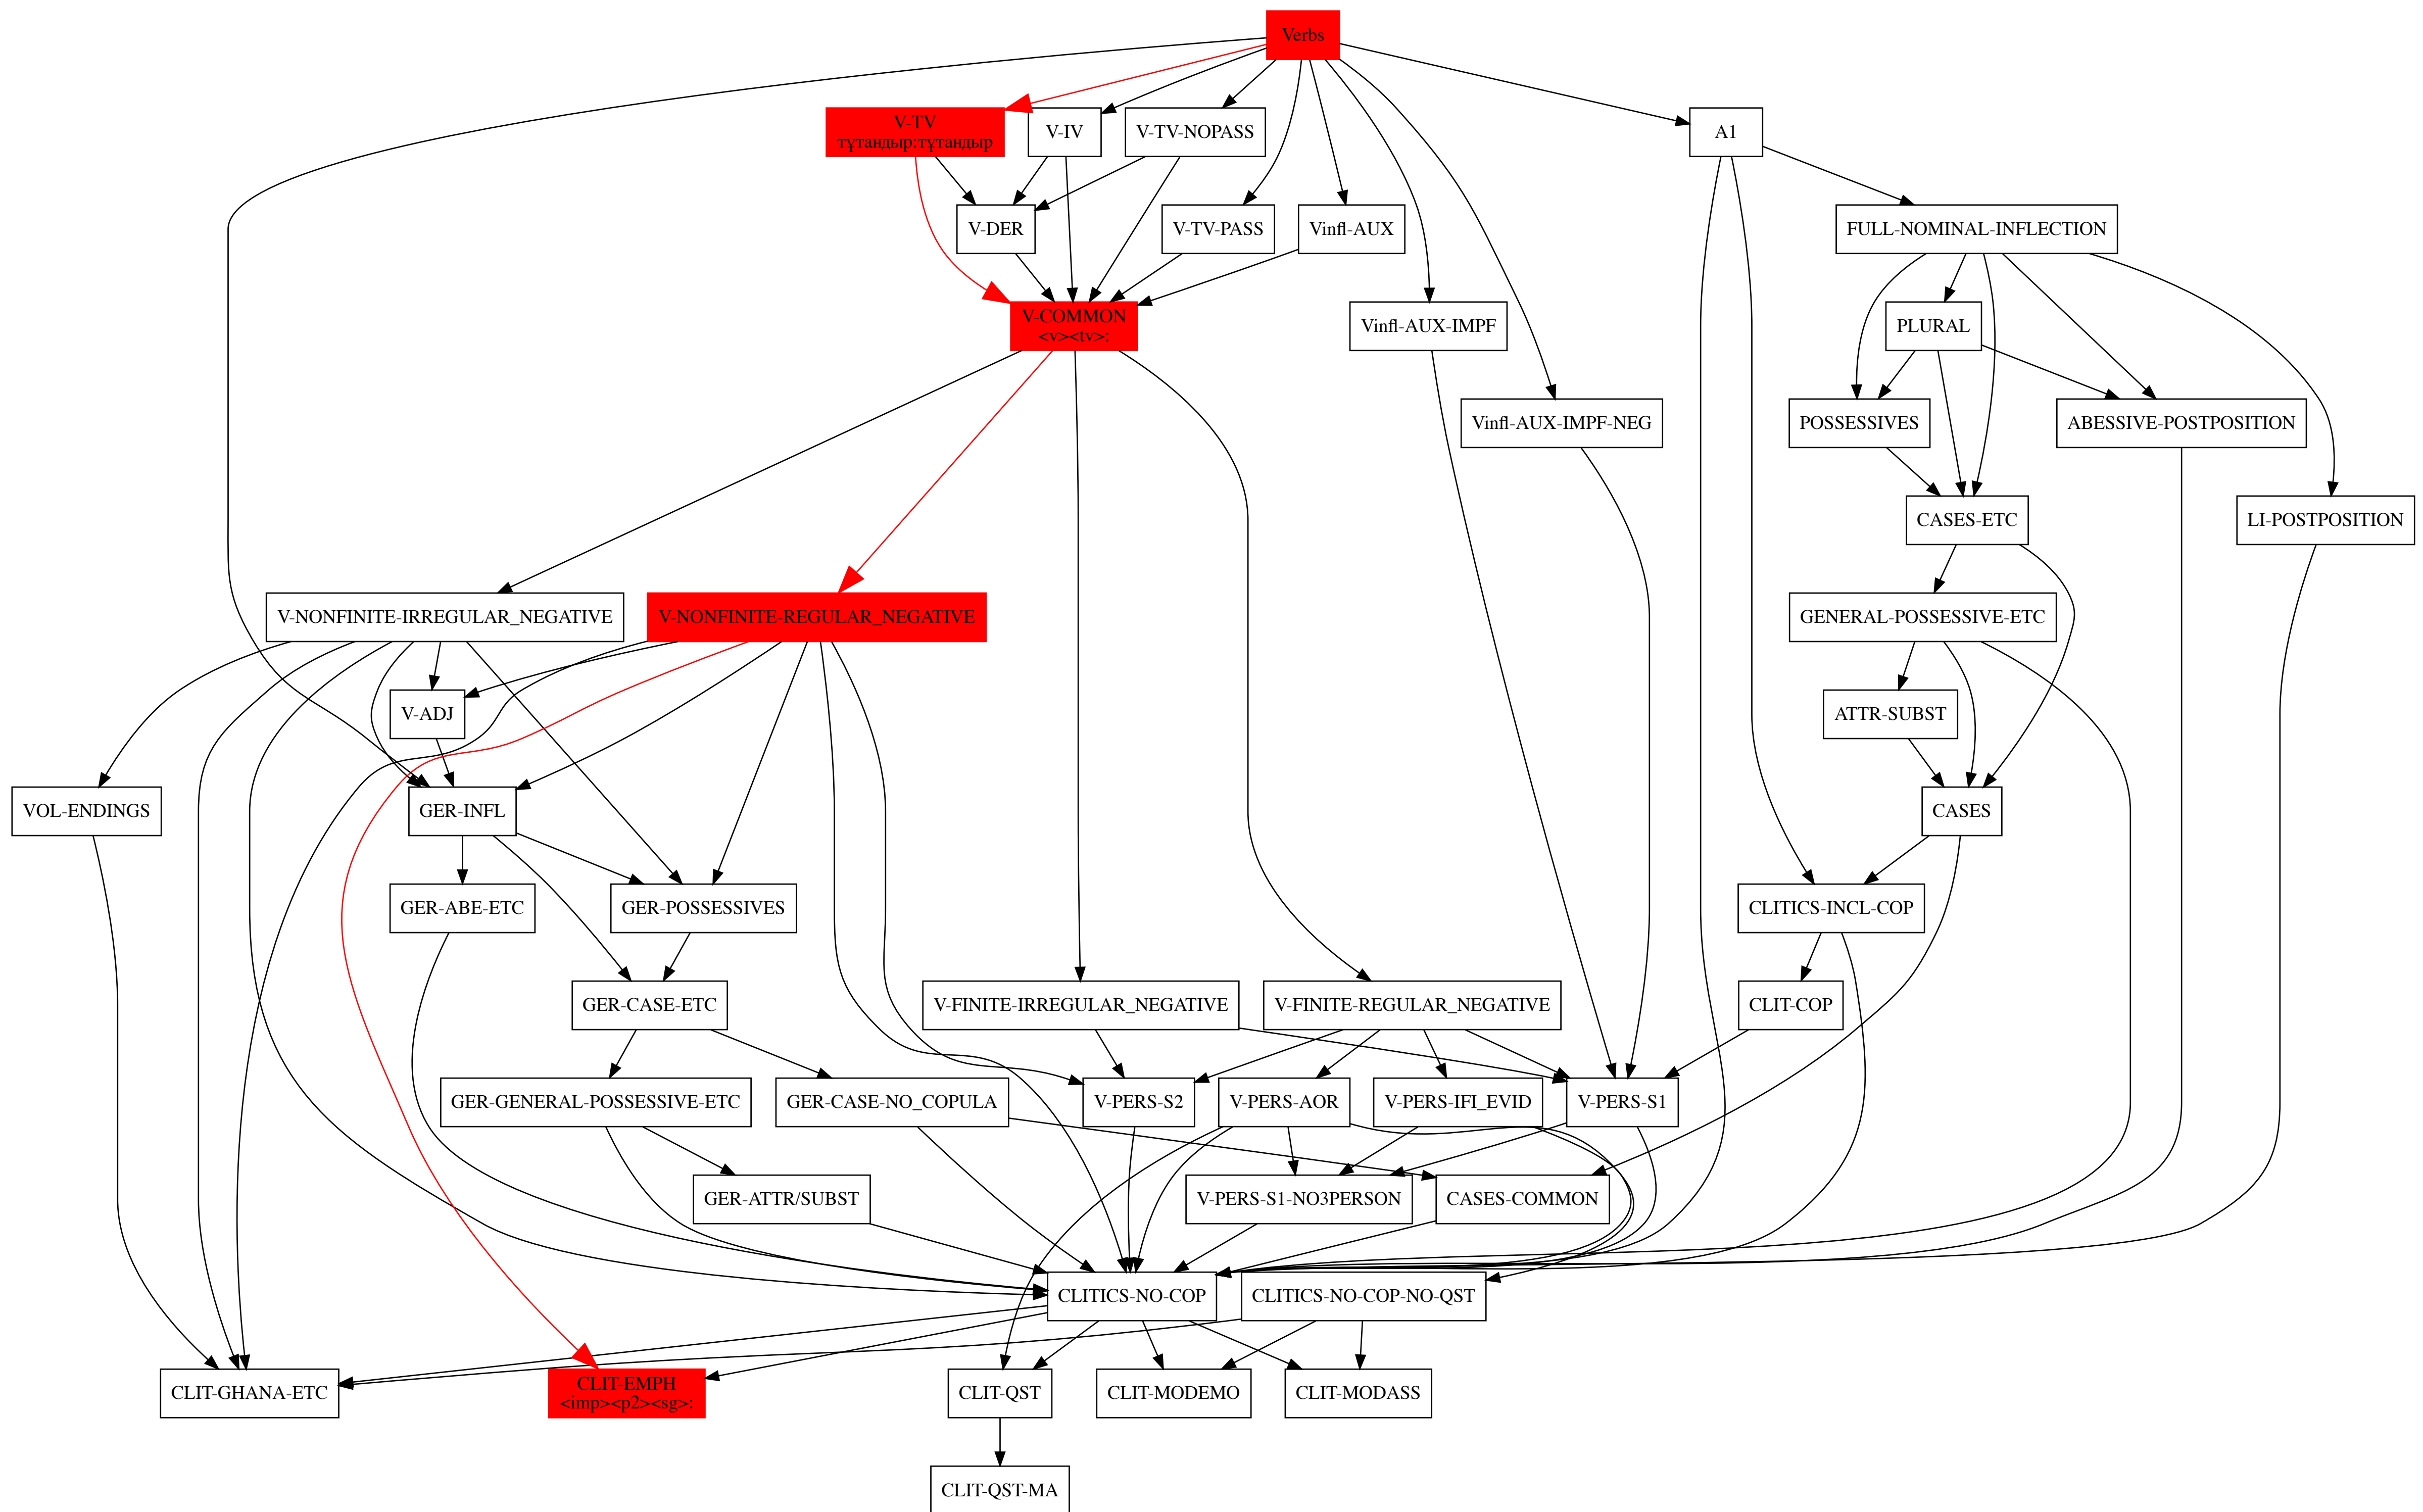 Verbs
V-TV
тұтандыр:тұтандыр
V-IV
V-TV-NOPASS
A1
V-DER
V-TV-PASS
Vinfl-AUX
FULL-NOMINAL-INFLECTION
V-COMMON
<v><tv>:
Vinfl-AUX-IMPF
PLURAL
Vinfl-AUX-IMPF-NEG
POSSESSIVES
ABESSIVE-POSTPOSITION
CASES-ETC
LI-POSTPOSITION
V-NONFINITE-IRREGULAR_NEGATIVE
V-NONFINITE-REGULAR_NEGATIVE
GENERAL-POSSESSIVE-ETC
V-ADJ
ATTR-SUBST
VOL-ENDINGS
GER-INFL
CASES
GER-ABE-ETC
GER-POSSESSIVES
CLITICS-INCL-COP
GER-CASE-ETC
V-FINITE-IRREGULAR_NEGATIVE
V-FINITE-REGULAR_NEGATIVE
CLIT-COP
GER-GENERAL-POSSESSIVE-ETC
GER-CASE-NO_COPULA
V-PERS-S2
V-PERS-AOR
V-PERS-IFI_EVID
V-PERS-S1
GER-ATTR/SUBST
V-PERS-S1-NO3PERSON
CASES-COMMON
CLITICS-NO-COP
CLITICS-NO-COP-NO-QST
CLIT-GHANA-ETC
CLIT-EMPH
<imp><p2><sg>:
CLIT-QST
CLIT-MODEMO
CLIT-MODASS
CLIT-QST-MA